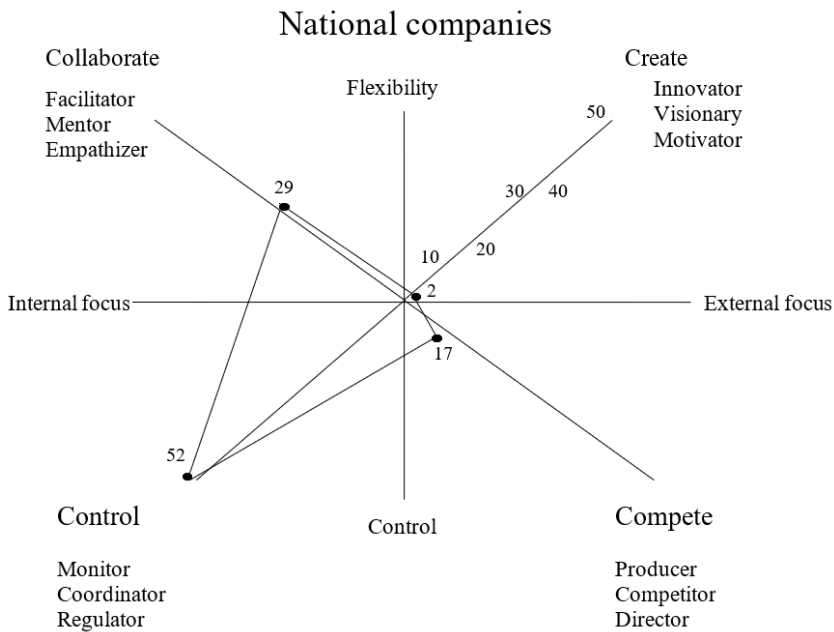 National companies
Collaborate
Create
Facilitator
Mentor
Empathizer
Flexibility
Innovator
Visionary
Motivator
50
29
30
40
20
10
2
Internal focus
External focus
17
52
Control
Control
Compete
Monitor
Coordinator
Regulator
Producer
Competitor
Director